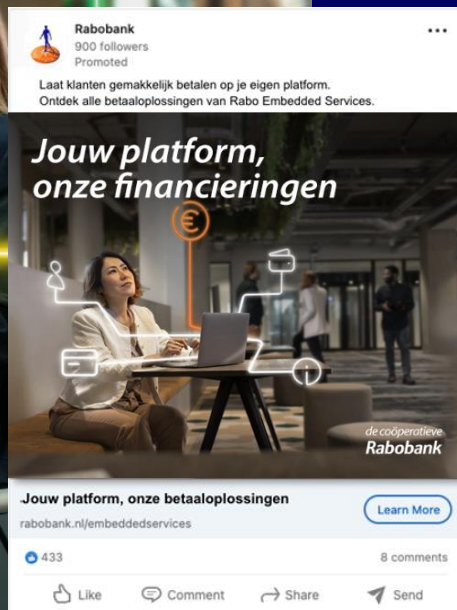 Rabobank
900 followers
Promoted
Laat klanten gemakkelijk betalen op je eigen platform.
Ontdek alle betaaloplossingen van Rabo Embedded Services.
Jouw platform,
onze financieringen
€
de coöperatieve
Rabobank
Jouw platform, onze betaaloplossingen
rabobank.nl/embeddedservices
Learn More
433
8 comments
Like Comment Share Send